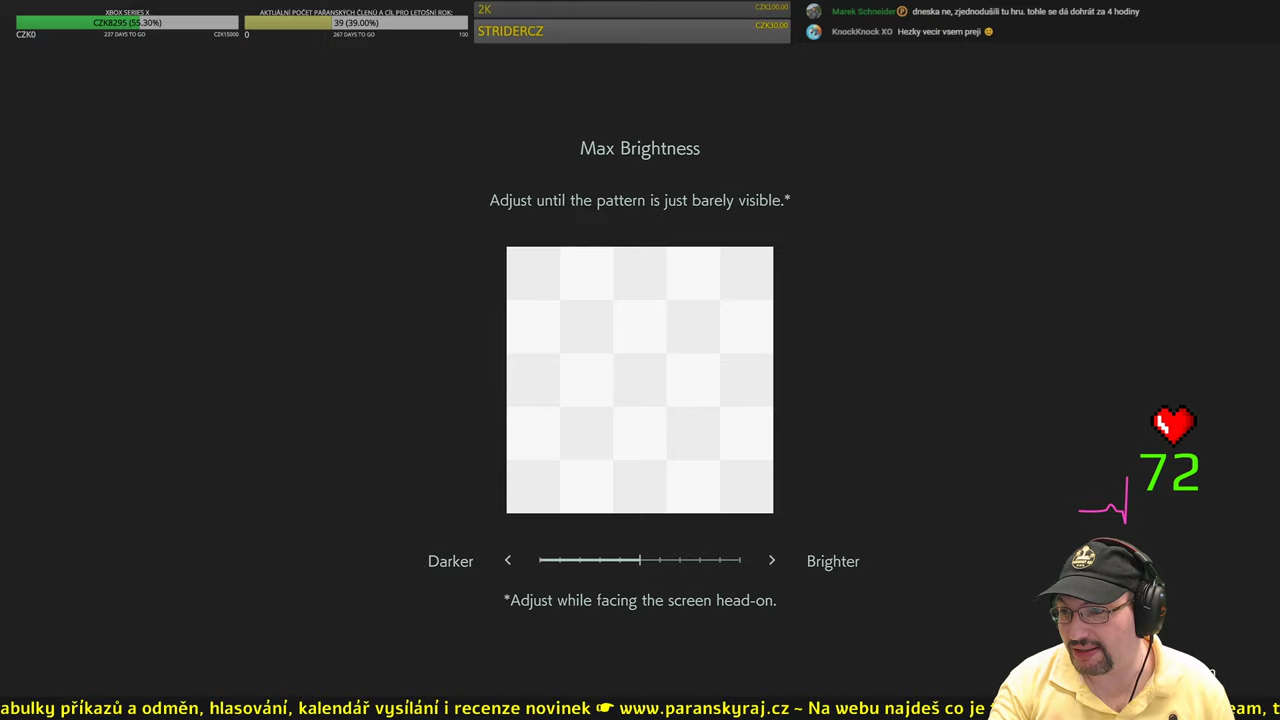 XBOX SERIES X
CZK8295 (55.30%)
CZK0
237 DAYS TO GO
CZK15000
AKTUÁLNÍ POČET PAŘANSKÝCH ČLENŮ A CÍL PRO LETOŠNÍ ROK:
39 (39.00%)
0
267 DAYS TO GO
100
2K
CZK100.00
STRIDERCZ
CZK30.00
Marek Schneider dneska ne, zjednodušili tu hru. tohle se dá dohrát za 4 hodiny
KnockKnock XO Hezky vecir vsem preji
Max Brightness
Adjust until the pattern is just barely visible.*
Darker
Brighter
*Adjust while facing the screen head-on.
72
abulky příkazů a odměn, hlasování, kalendář vysílání i recenze novinek 👉 www.paranskyraj.cz ~ Na webu najdeš co je